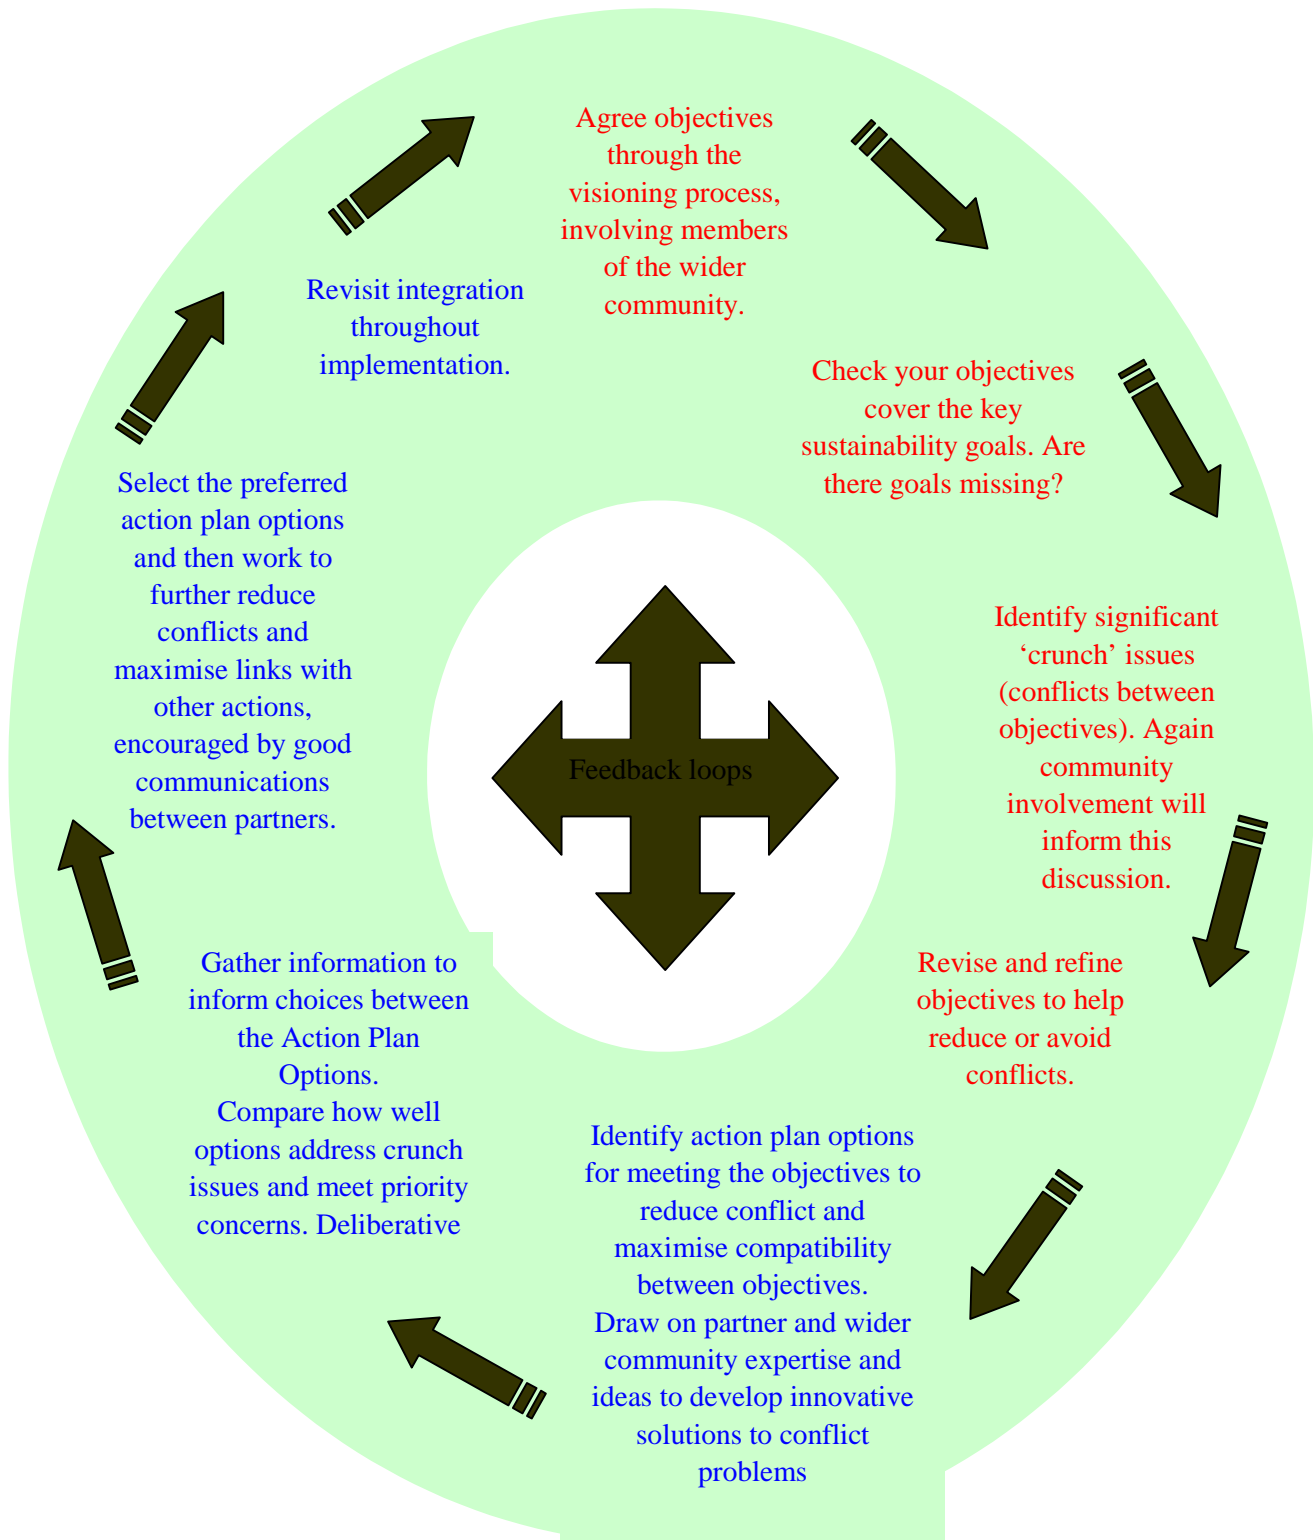 Agree objectives
through the
visioning process,
involving members
of the wider
community.
Check your objectives
cover the key
sustainability goals. Are
there goals missing?
Identify significant
‘crunch’ issues
(conflicts between
objectives). Again
community
involvement will
inform this
discussion.
Revise and refine
objectives to help
reduce or avoid
conflicts.
Identify action plan options
for meeting the objectives to
reduce conflict and
maximise compatibility
between objectives.
Draw on partner and wider
community expertise and
ideas to develop innovative
solutions to conflict
problems
Gather information to
inform choices between
the Action Plan
Options.
Compare how well
options address crunch
issues and meet priority
concerns. Deliberative
Select the preferred
action plan options
and then work to
further reduce
conflicts and
maximise links with
other actions,
encouraged by good
communications
between partners.
Revisit integration
throughout
implementation.
Feedback loops